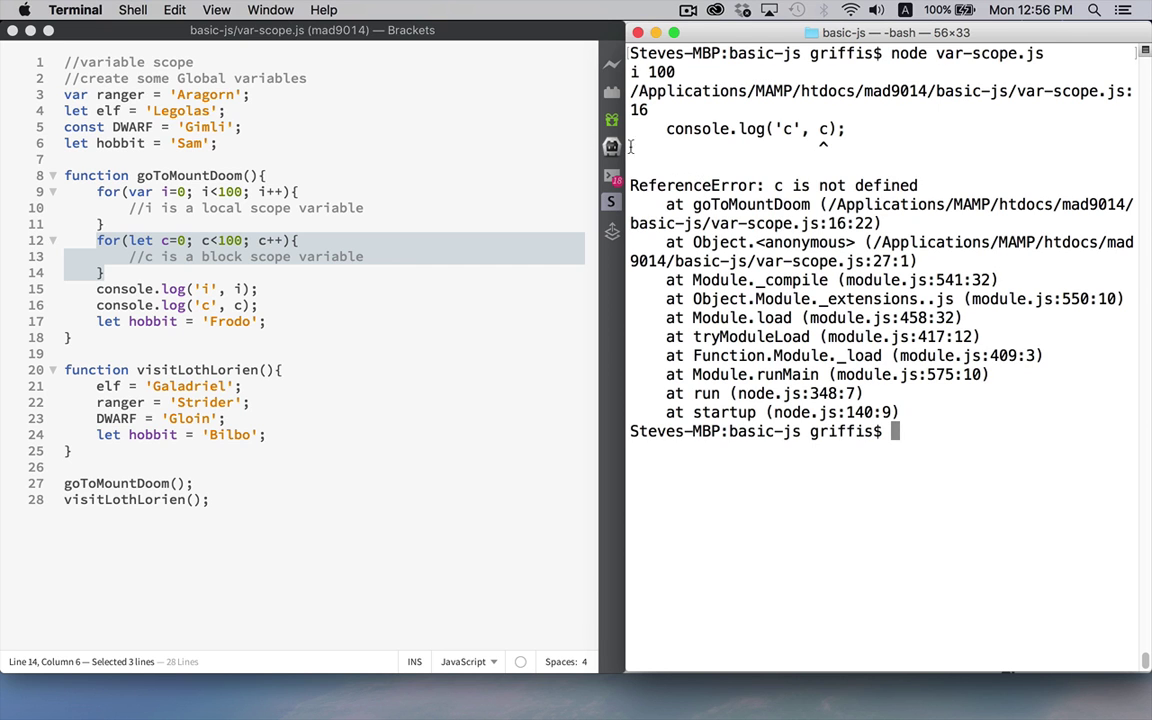 Terminal Shell Edit View Window Help A 100% Mon 12:56 PM
basic-js/var-scope.js (mad9014) — Brackets
1 //variable scope
2 //create some Global variables
3 var ranger = 'Aragorn';
4 let elf = 'Legolas';
5 const DWARF = 'Gimli';
6 let hobbit = 'Sam';
7
8 function goToMountDoom(){
9 for(var i=0; i<100; i++){
10 //i is a local scope variable
11 }
12 for(let c=0; c<100; c++){
13 //c is a block scope variable
14 }
15 console.log('i', i);
16 console.log('c', c);
17 let hobbit = 'Frodo';
18 }
19
20 function visitLothLorien(){
21 elf = 'Galadriel';
22 ranger = 'Strider';
23 DWARF = 'Gloin';
24 let hobbit = 'Bilbo';
25 }
26
27 goToMountDoom();
28 visitLothLorien();
Line 14, Column 6 — Selected 3 lines — 28 Lines INS JavaScript Spaces: 4
18
S
basic-js — -bash — 56×33
Steves-MBP:basic-js griffis$ node var-scope.js
i 100
/Applications/MAMP/htdocs/mad9014/basic-js/var-scope.js:
16
console.log('c', c);
^
ReferenceError: c is not defined
at goToMountDoom (/Applications/MAMP/htdocs/mad9014/
basic-js/var-scope.js:16:22)
at Object.<anonymous> (/Applications/MAMP/htdocs/mad
9014/basic-js/var-scope.js:27:1)
at Module._compile (module.js:541:32)
at Object.Module._extensions..js (module.js:550:10)
at Module.load (module.js:458:32)
at tryModuleLoad (module.js:417:12)
at Function.Module._load (module.js:409:3)
at Module.runMain (module.js:575:10)
at run (node.js:348:7)
at startup (node.js:140:9)
Steves-MBP:basic-js griffis$